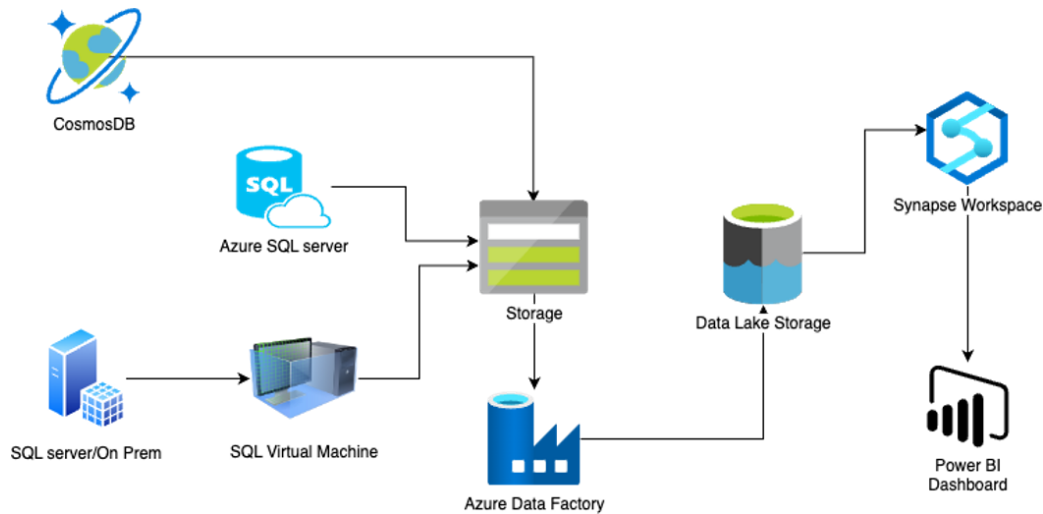 CosmosDB
SQL
Azure SQL server
Synapse Workspace
Storage
Data Lake Storage
SQL server/On Prem
SQL Virtual Machine
Azure Data Factory
Power BI
Dashboard